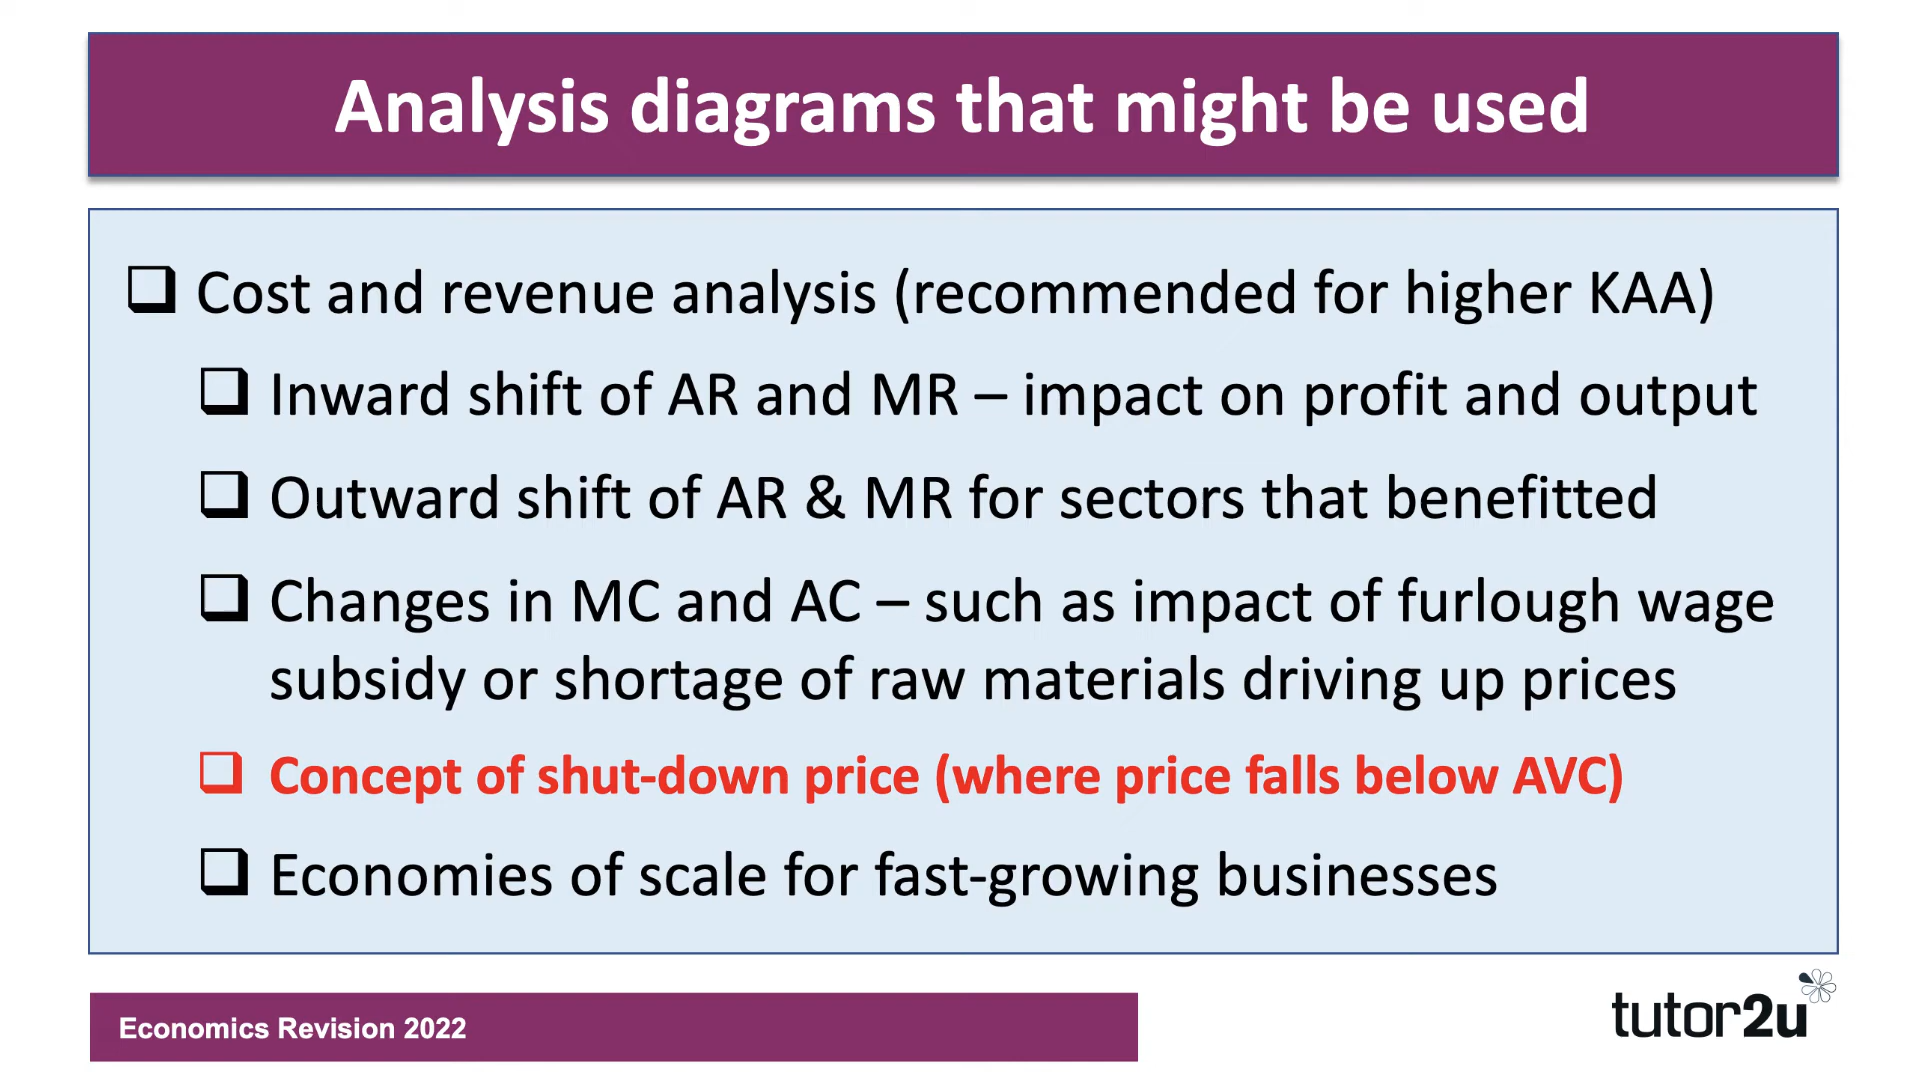 Analysis diagrams that might be used
Cost and revenue analysis (recommended for higher KAA)
Inward shift of AR and MR – impact on profit and output
Outward shift of AR & MR for sectors that benefitted
Changes in MC and AC – such as impact of furlough wage
subsidy or shortage of raw materials driving up prices
Concept of shut-down price (where price falls below AVC)
Economies of scale for fast-growing businesses
Economics Revision 2022
tutor2u